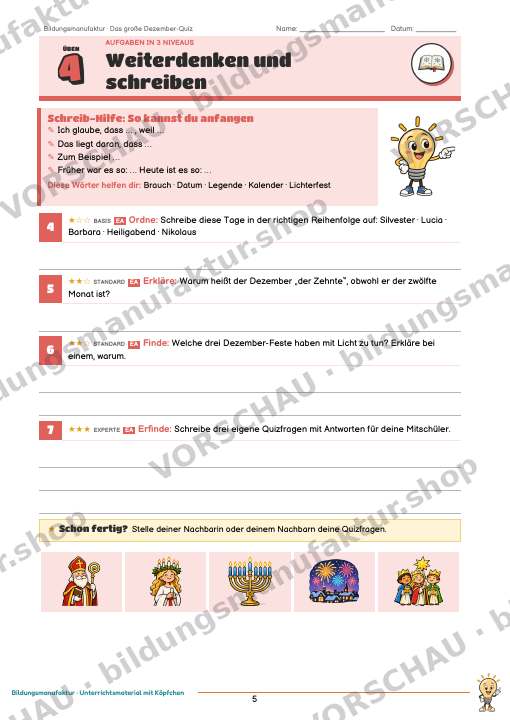 Bildungsmanufaktur · Das große Dezember-Quiz
Name: ____________ Datum: ____________
ÜBEN
4
AUFGABEN IN 3 NIVEAUS
Weiterdenken und
schreiben
Schreib-Hilfe: So kannst du anfangen
✎ Ich glaube, dass …, weil …
✎ Das liegt daran, dass …
✎ Zum Beispiel …
✎ Früher war es so: … Heute ist es so: …
Diese Wörter helfen dir: Brauch · Datum · Legende · Kalender · Lichterfest
4 ★☆☆ BASIS EA Ordne: Schreibe diese Tage in der richtigen Reihenfolge auf: Silvester · Lucia ·
Barbara · Heiligabend · Nikolaus
5 ★★☆ STANDARD EA Erkläre: Warum heißt der Dezember „der Zehnte“, obwohl er der zwölfte
Monat ist?
6 ★★☆ STANDARD EA Finde: Welche drei Dezember-Feste haben mit Licht zu tun? Erkläre bei
einem, warum.
7 ★★★ EXPERTE EA Erfinde: Schreibe drei eigene Quizfragen mit Antworten für deine Mitschüler.
★ Schon fertig? Stelle deiner Nachbarin oder deinem Nachbarn deine Quizfragen.
Bildungsmanufaktur · Unterrichtsmaterial mit Köpfchen
5
VORSCHAU · bildungsmanufaktur.shop